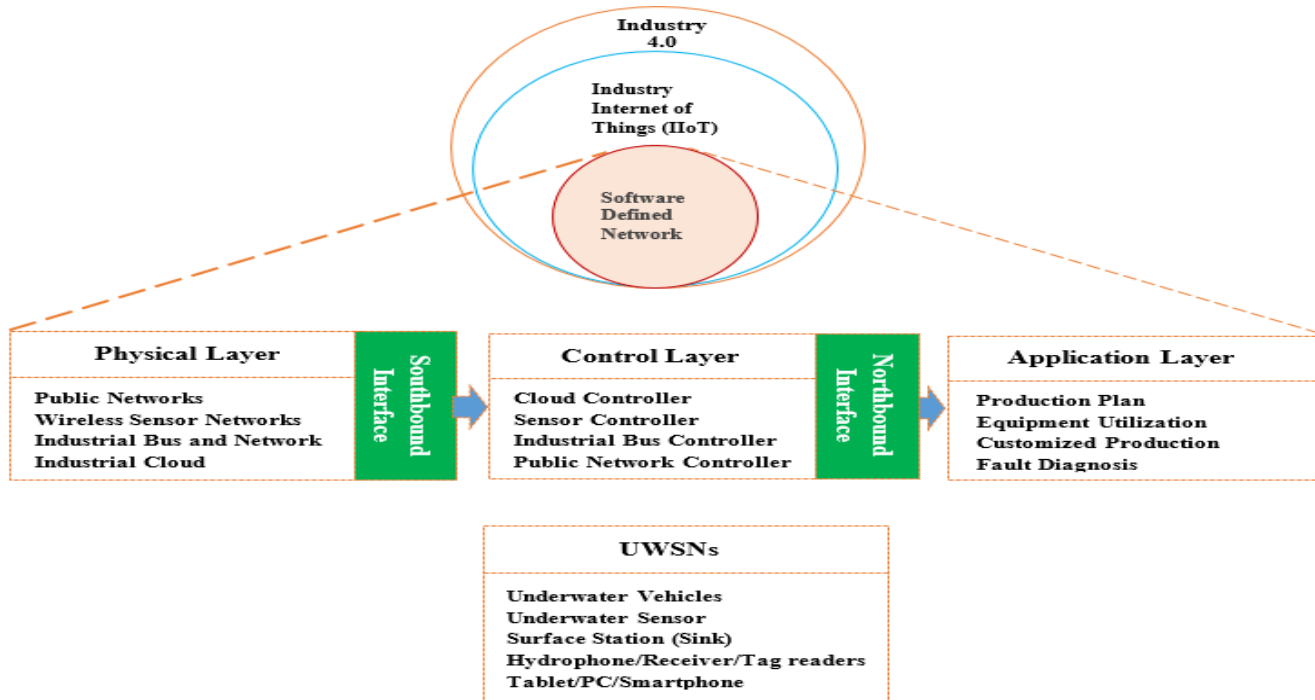 Industry
4.0
Industry
Internet of
Things (IIoT)
Software
Defined
Network
Physical Layer
Public Networks
Wireless Sensor Networks
Industrial Bus and Network
Industrial Cloud
Southbound
Interface
Control Layer
Cloud Controller
Sensor Controller
Industrial Bus Controller
Public Network Controller
Northbound
Interface
Application Layer
Production Plan
Equipment Utilization
Customized Production
Fault Diagnosis
UWSNs
Underwater Vehicles
Underwater Sensor
Surface Station (Sink)
Hydrophone/Receiver/Tag readers
Tablet/PC/Smartphone